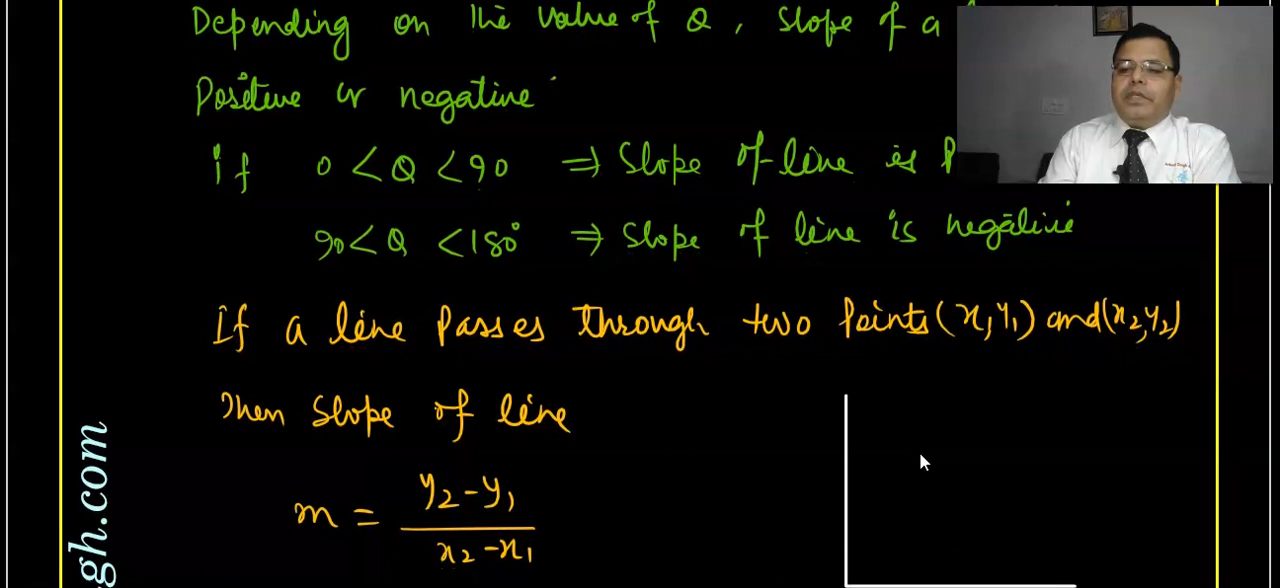 Depending on the value of Q, slope of a
Positive or negative
if 0 < Q < 90 ⇒ Slope of line is P
90 < Q < 180° ⇒ Slope of line is negative
If a line passes through two points (x, y₁) and (x₂, y₂)
Then slope of line
m = y₂ - y₁
x₂ - x₁
gh.com